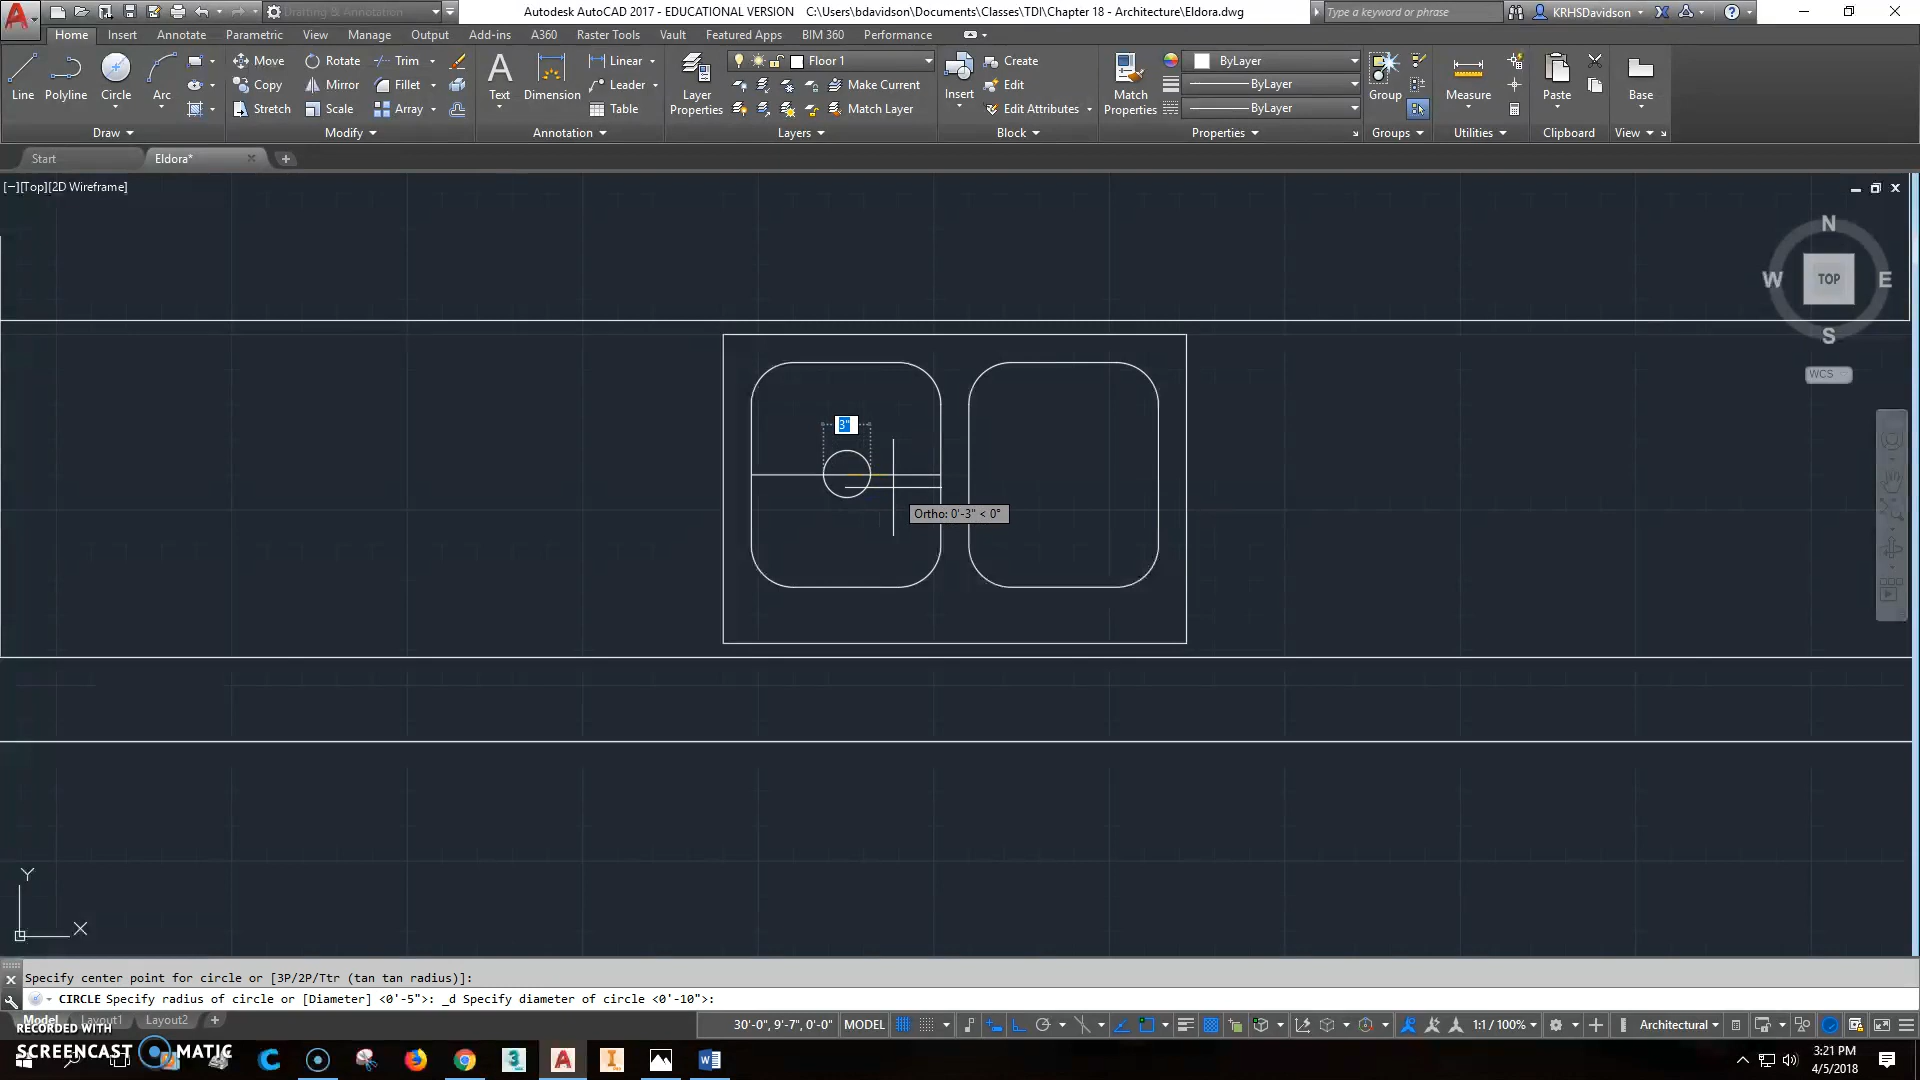 Drafting & Annotation
Autodesk AutoCAD 2017 - EDUCATIONAL VERSION C:\Users\bdavidson\Documents\Classes\TDI\Chapter 18 - Architecture\Eldora.dwg
Type a keyword or phrase
KRHSDavidson
Home Insert Annotate Parametric View Manage Output Add-ins A360 Raster Tools Vault Featured Apps BIM 360 Performance
Line Polyline Circle Arc
Move Rotate Trim
Copy Mirror Fillet
Stretch Scale Array
Text Dimension
Linear
Leader
Table
Layer Properties
Floor 1
Make Current
Match Layer
Insert
Create
Edit
Edit Attributes
Match Properties
ByLayer
ByLayer
ByLayer
Group
Measure
Paste
Base
Draw Modify Annotation Layers Block Properties Groups Utilities Clipboard View
Start Eldora*
[−][Top][2D Wireframe]
N
W TOP E
S
WCS
3"
Ortho: 0'-3" < 0°
Y
X
Specify center point for circle or [3P/2P/Ttr (tan tan radius)]:
CIRCLE Specify radius of circle or [Diameter] <0'-5">: _d Specify diameter of circle <0'-10">:
Model Layout1 Layout2
30'-0", 9'-7", 0'-0" MODEL
1:1 / 100%
Architectural
RECORDED WITH
SCREENCAST MATIC
3:21 PM
4/5/2018